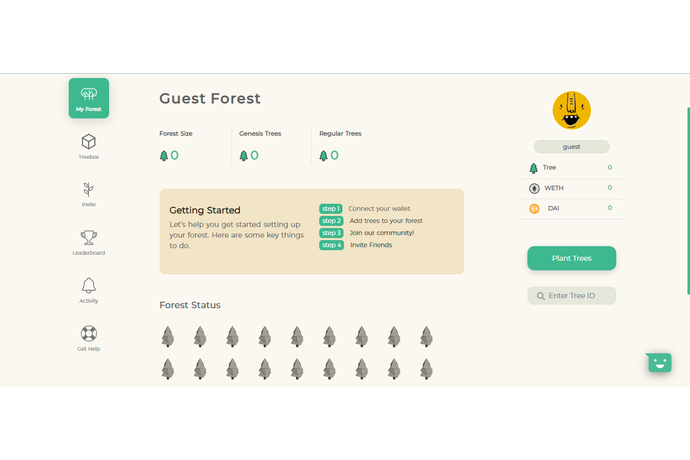 My Forest
Treebox
Invite
Leaderboard
Activity
Get Help
Guest Forest
Forest Size
Genesis Trees
Regular Trees
0
0
0
Getting Started
Let's help you get started setting up
your forest. Here are some key things
to do.
step 1 Connect your wallet
step 2 Add trees to your forest
step 3 Join our community!
step 4 Invite Friends
Forest Status
guest
Tree 0
WETH 0
DAI 0
Plant Trees
Enter Tree ID